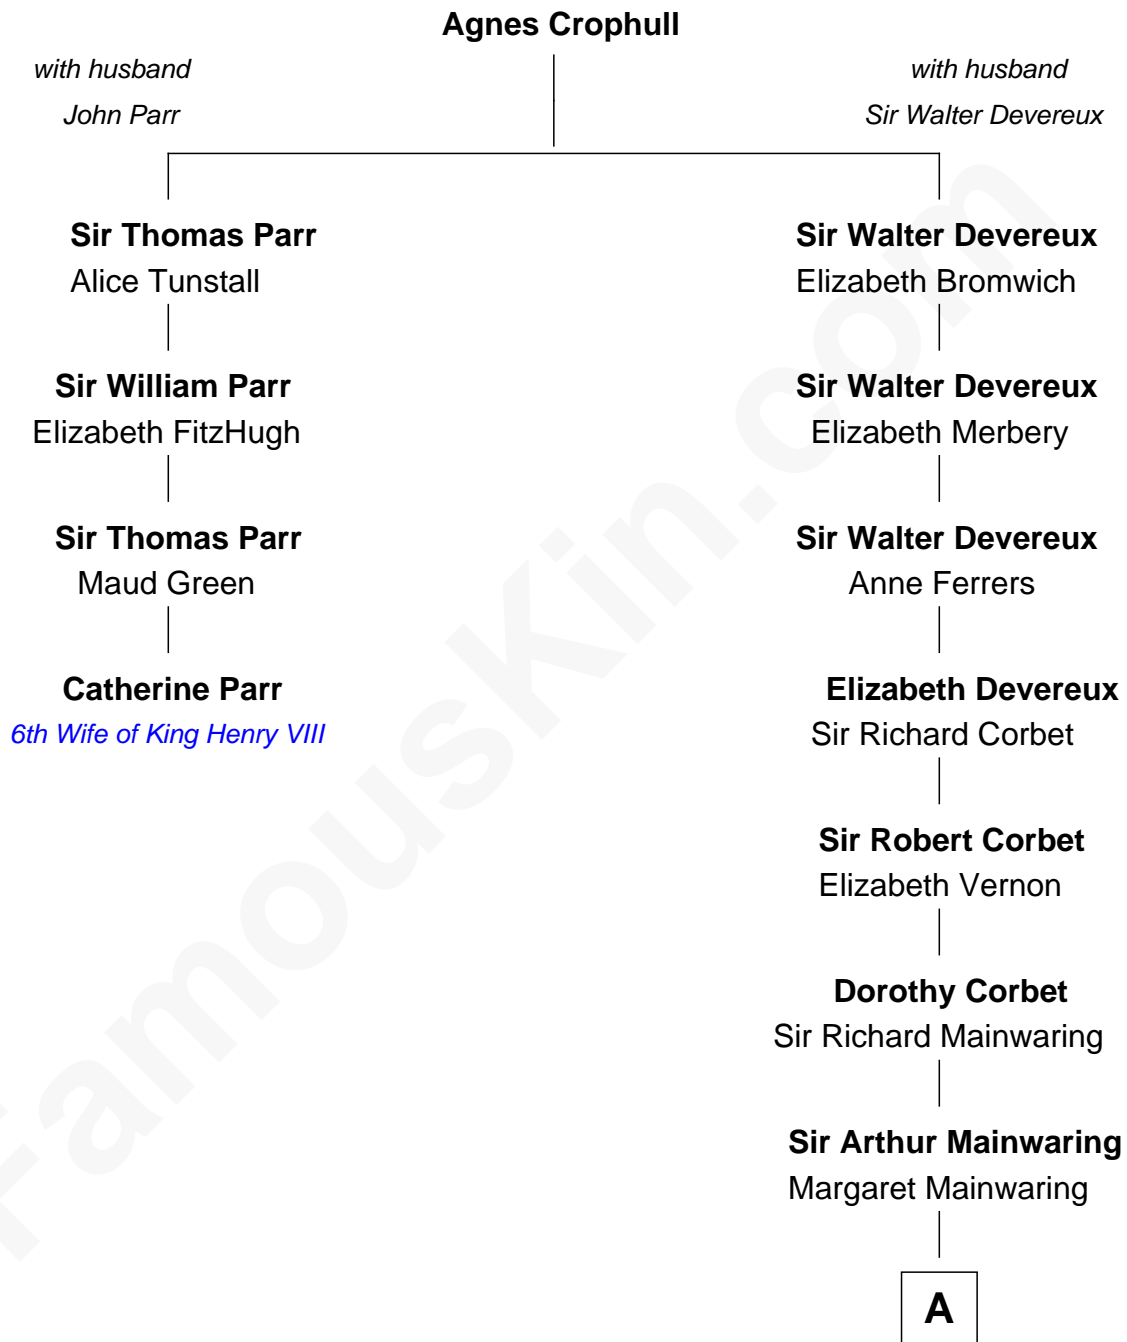 Agnes Crophull
with husband
John Parr
with husband
Sir Walter Devereux
Sir Thomas Parr
Alice Tunstall
Sir William Parr
Elizabeth FitzHugh
Sir Thomas Parr
Maud Green
Catherine Parr
6th Wife of King Henry VIII
Sir Walter Devereux
Elizabeth Bromwich
Sir Walter Devereux
Elizabeth Merbery
Sir Walter Devereux
Anne Ferrers
Elizabeth Devereux
Sir Richard Corbet
Sir Robert Corbet
Elizabeth Vernon
Dorothy Corbet
Sir Richard Mainwaring
Sir Arthur Mainwaring
Margaret Mainwaring
A
FamousKin.com